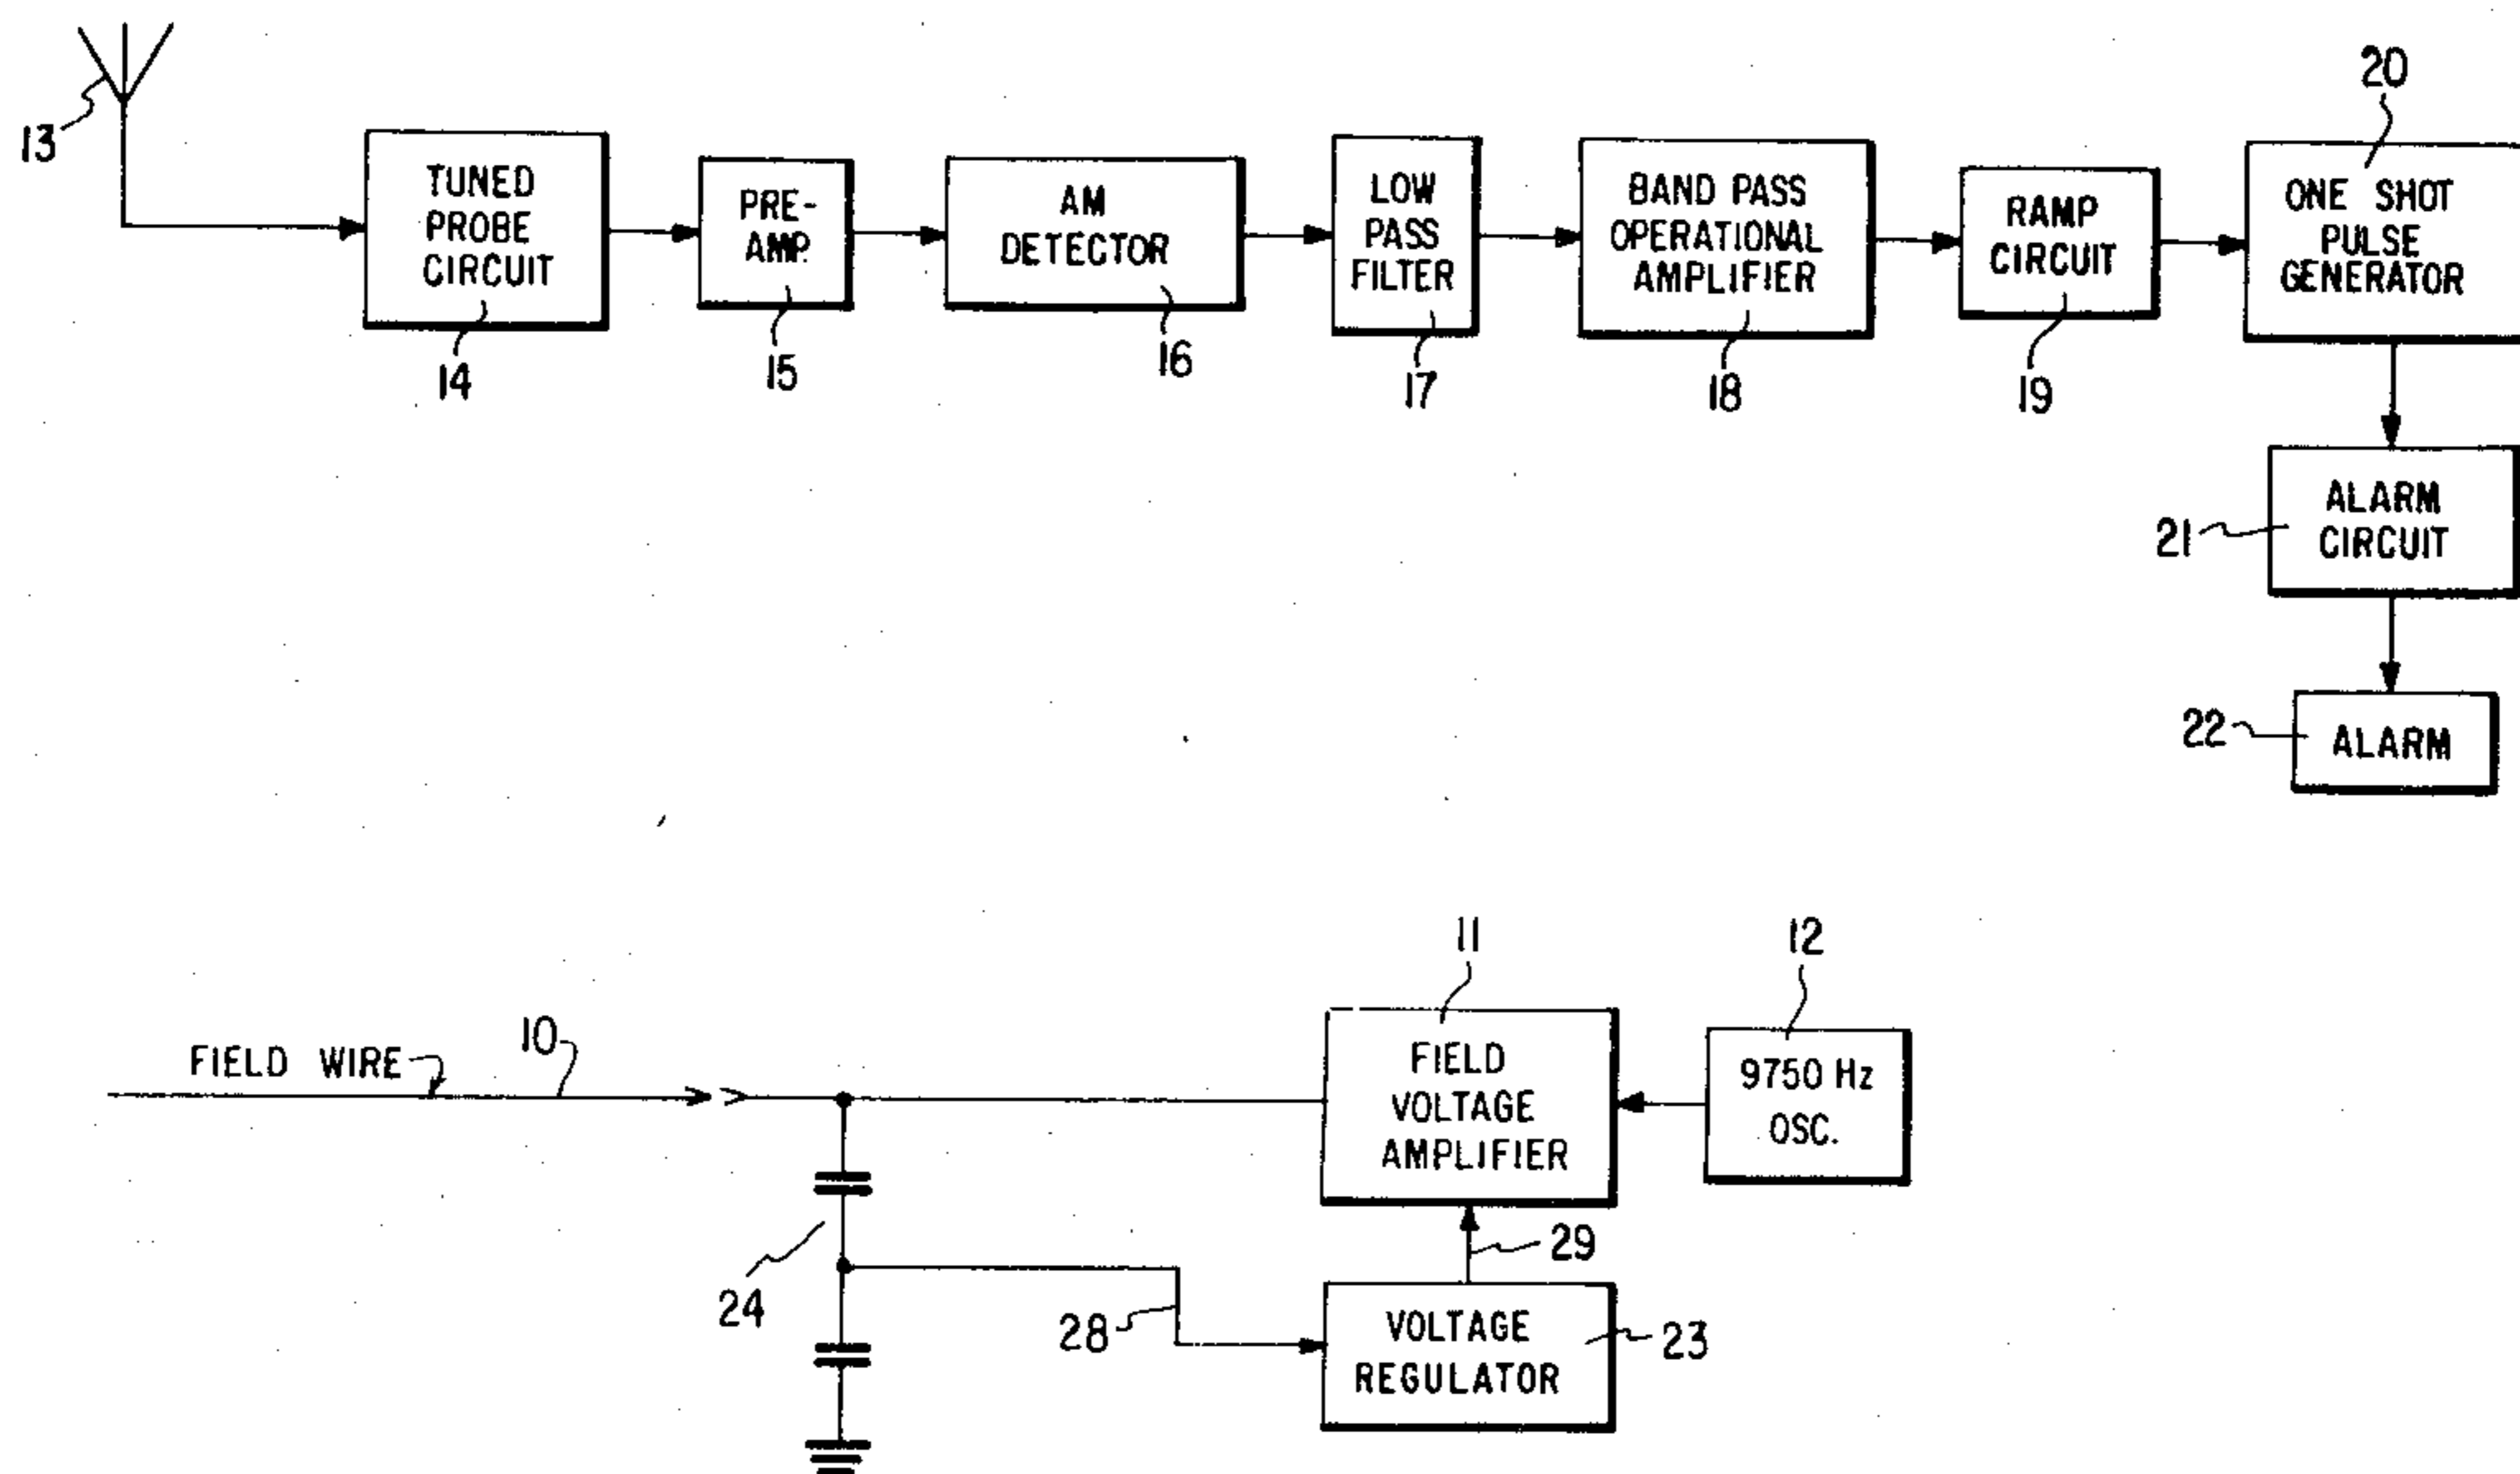 13
TUNED
PROBE
CIRCUIT
14
PRE-
AMP.
15
AM
DETECTOR
16
LOW
PASS
FILTER
17
BAND PASS
OPERATIONAL
AMPLIFIER
18
RAMP
CIRCUIT
19
20
ONE SHOT
PULSE
GENERATOR
ALARM
CIRCUIT
21
22
ALARM
FIELD WIRE
10
11
FIELD
VOLTAGE
AMPLIFIER
12
9750 Hz
OSC.
24
28
29
VOLTAGE
REGULATOR
23